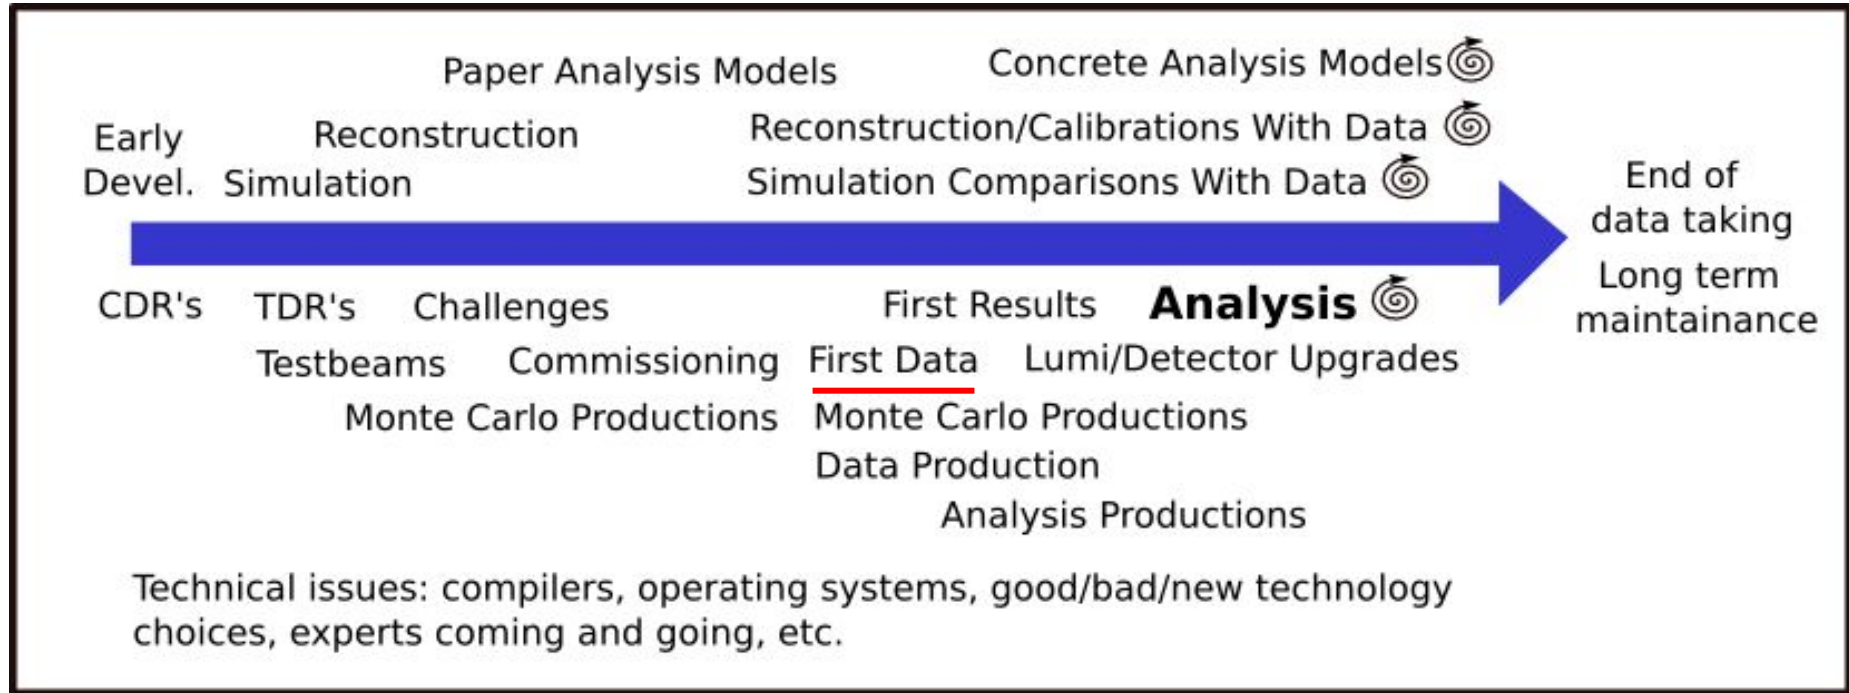 Paper Analysis Models
Concrete Analysis Models
Early
Devel.
Reconstruction
Simulation
Reconstruction/Calibrations With Data
Simulation Comparisons With Data
End of
data taking
Long term
maintainance
CDR's
TDR's
Challenges
First Results
Analysis
Testbeams
Commissioning
First Data
Lumi/Detector Upgrades
Monte Carlo Productions
Monte Carlo Productions
Data Production
Analysis Productions
Technical issues: compilers, operating systems, good/bad/new technology
choices, experts coming and going, etc.